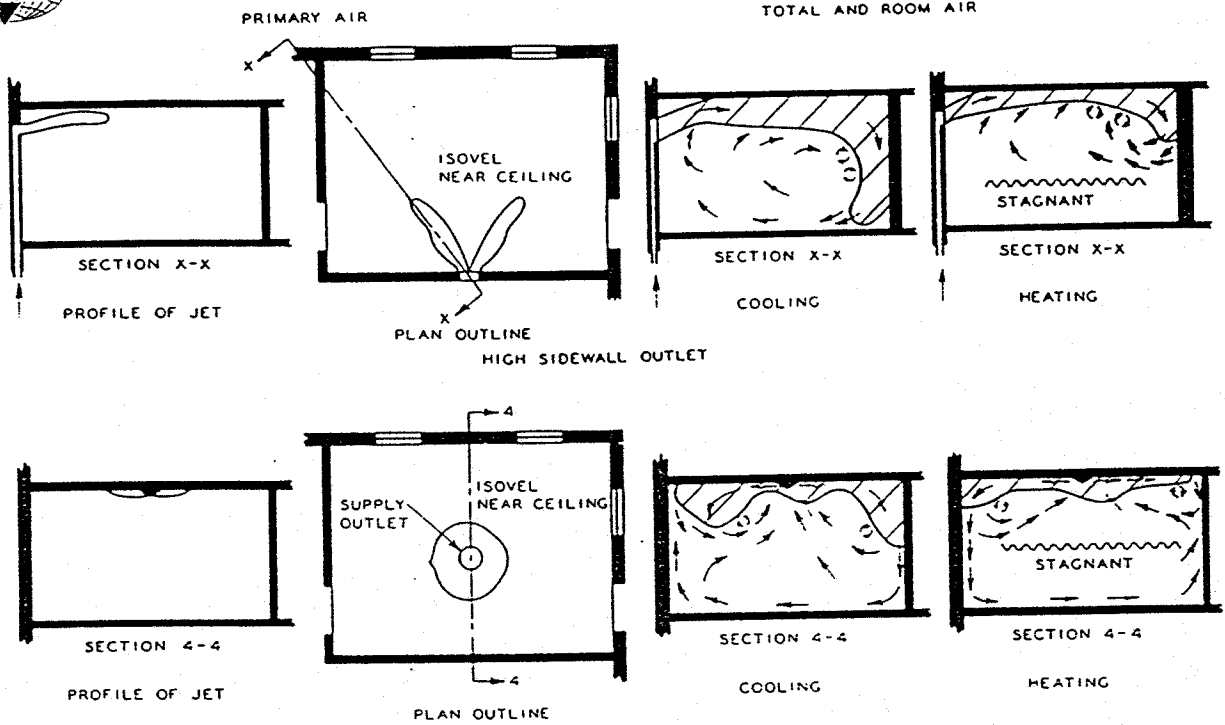 PRIMARY AIR
TOTAL AND ROOM AIR
X
ISOVEL
NEAR CEILING
X
SECTION X-X
PROFILE OF JET
PLAN OUTLINE
SECTION X-X
COOLING
STAGNANT
SECTION X-X
HEATING
HIGH SIDEWALL OUTLET
4
SUPPLY
OUTLET
ISOVEL
NEAR CEILING
4
SECTION 4-4
PROFILE OF JET
PLAN OUTLINE
SECTION 4-4
COOLING
STAGNANT
SECTION 4-4
HEATING